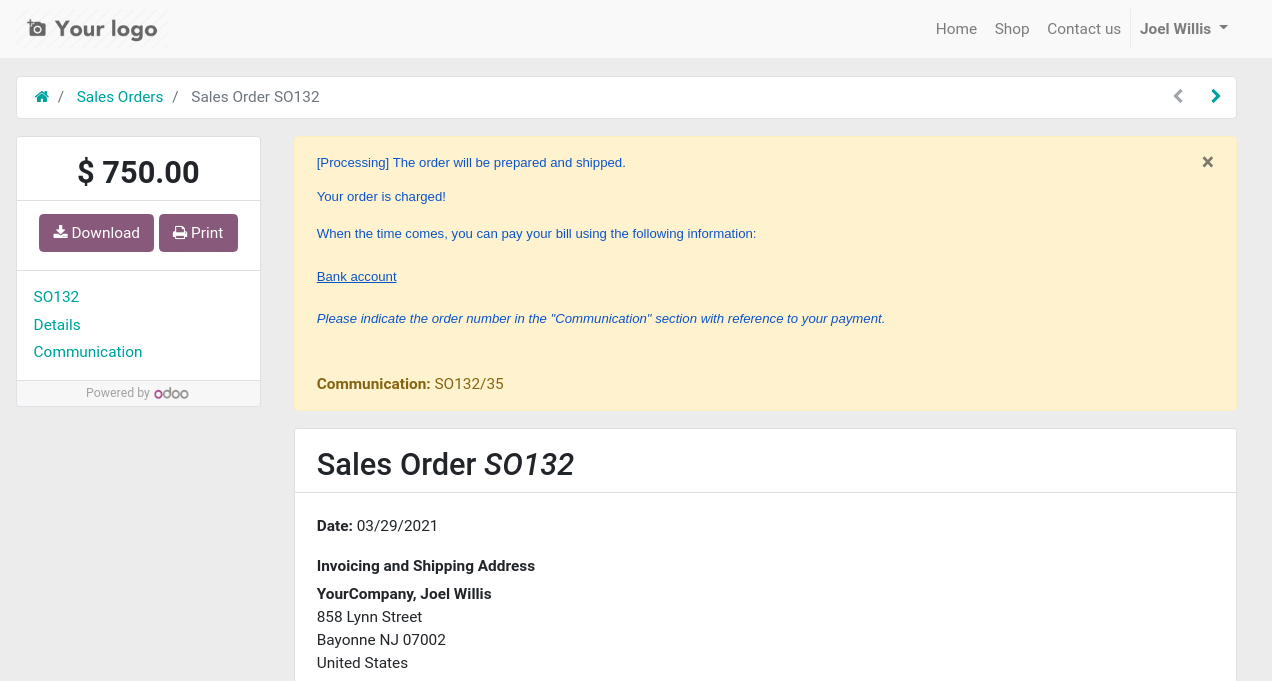 Your logo
Home Shop Contact us Joel Willis
/ Sales Orders / Sales Order SO132
$ 750.00
Download Print
SO132
Details
Communication
Powered by odoo
[Processing] The order will be prepared and shipped.
×
Your order is charged!
When the time comes, you can pay your bill using the following information:
Bank account
Please indicate the order number in the "Communication" section with reference to your payment.
Communication: SO132/35
Sales Order SO132
Date: 03/29/2021
Invoicing and Shipping Address
YourCompany, Joel Willis
858 Lynn Street
Bayonne NJ 07002
United States